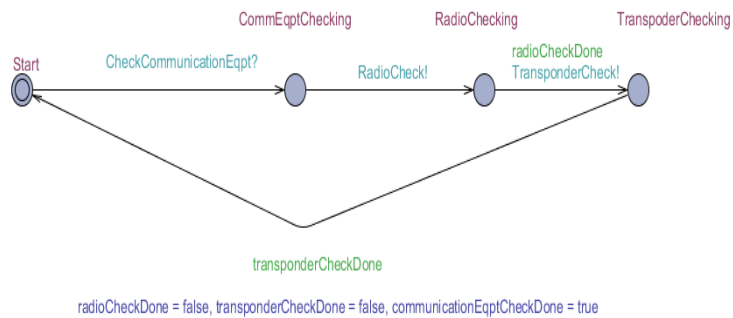 CommEqptChecking
RadioChecking
TranspoderChecking
Start
CheckCommunicationEqpt?
RadioCheck!
radioCheckDone
TransponderCheck!
transponderCheckDone
radioCheckDone = false, transponderCheckDone = false, communicationEqptCheckDone = true